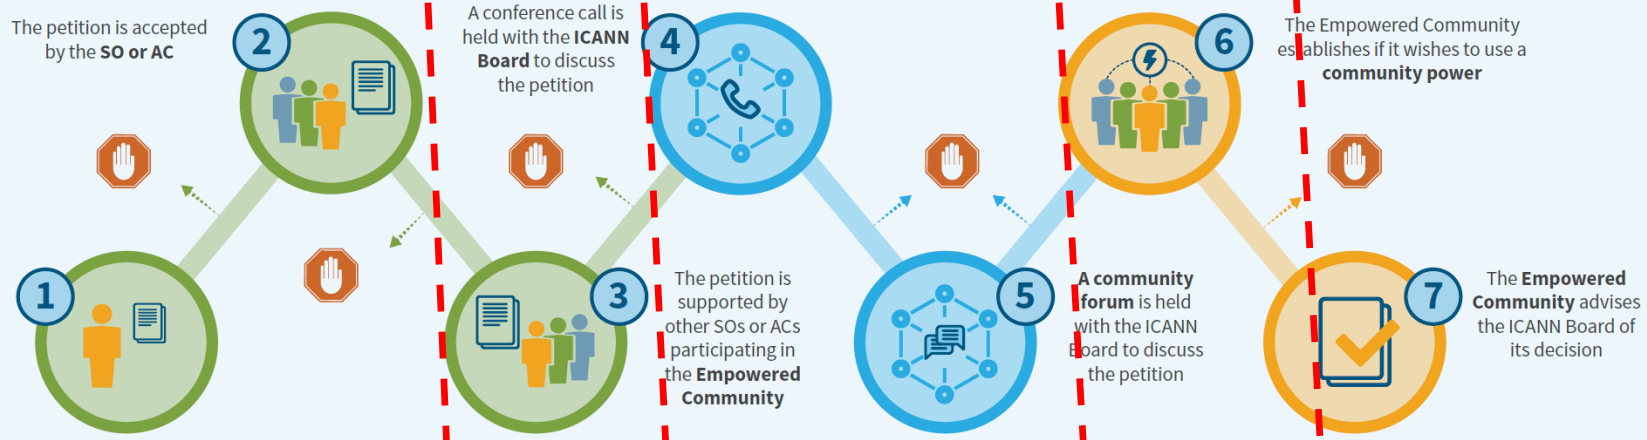 The petition is accepted
by the SO or AC
2
1
A conference call is
held with the ICANN
Board to discuss
the petition
4
3
The petition is
supported by
other SOs or ACs
participating in
the Empowered
Community
6
5
A community
forum is held
with the ICANN
Board to discuss
the petition
The Empowered Community
establishes if it wishes to use a
community power
7
The Empowered
Community advises
the ICANN Board of
its decision